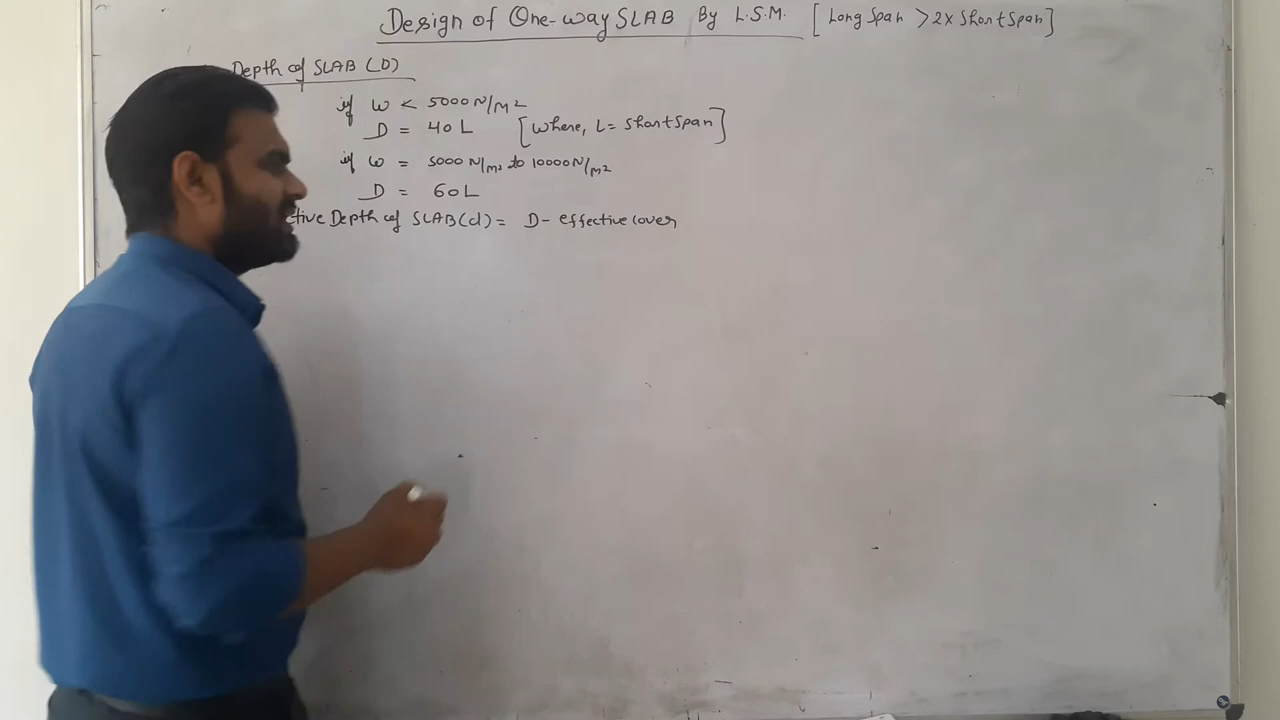 Design of One-way SLAB By L.S.M. [Long Span > 2x Short Span]
Depth of SLAB (D)
if w < 5000 N/M2
D = 40 L [where, L = Short Span]
if w = 5000 N/m2 to 10000 N/m2
D = 60L
ctive Depth of SLAB(d) = D - effective cover